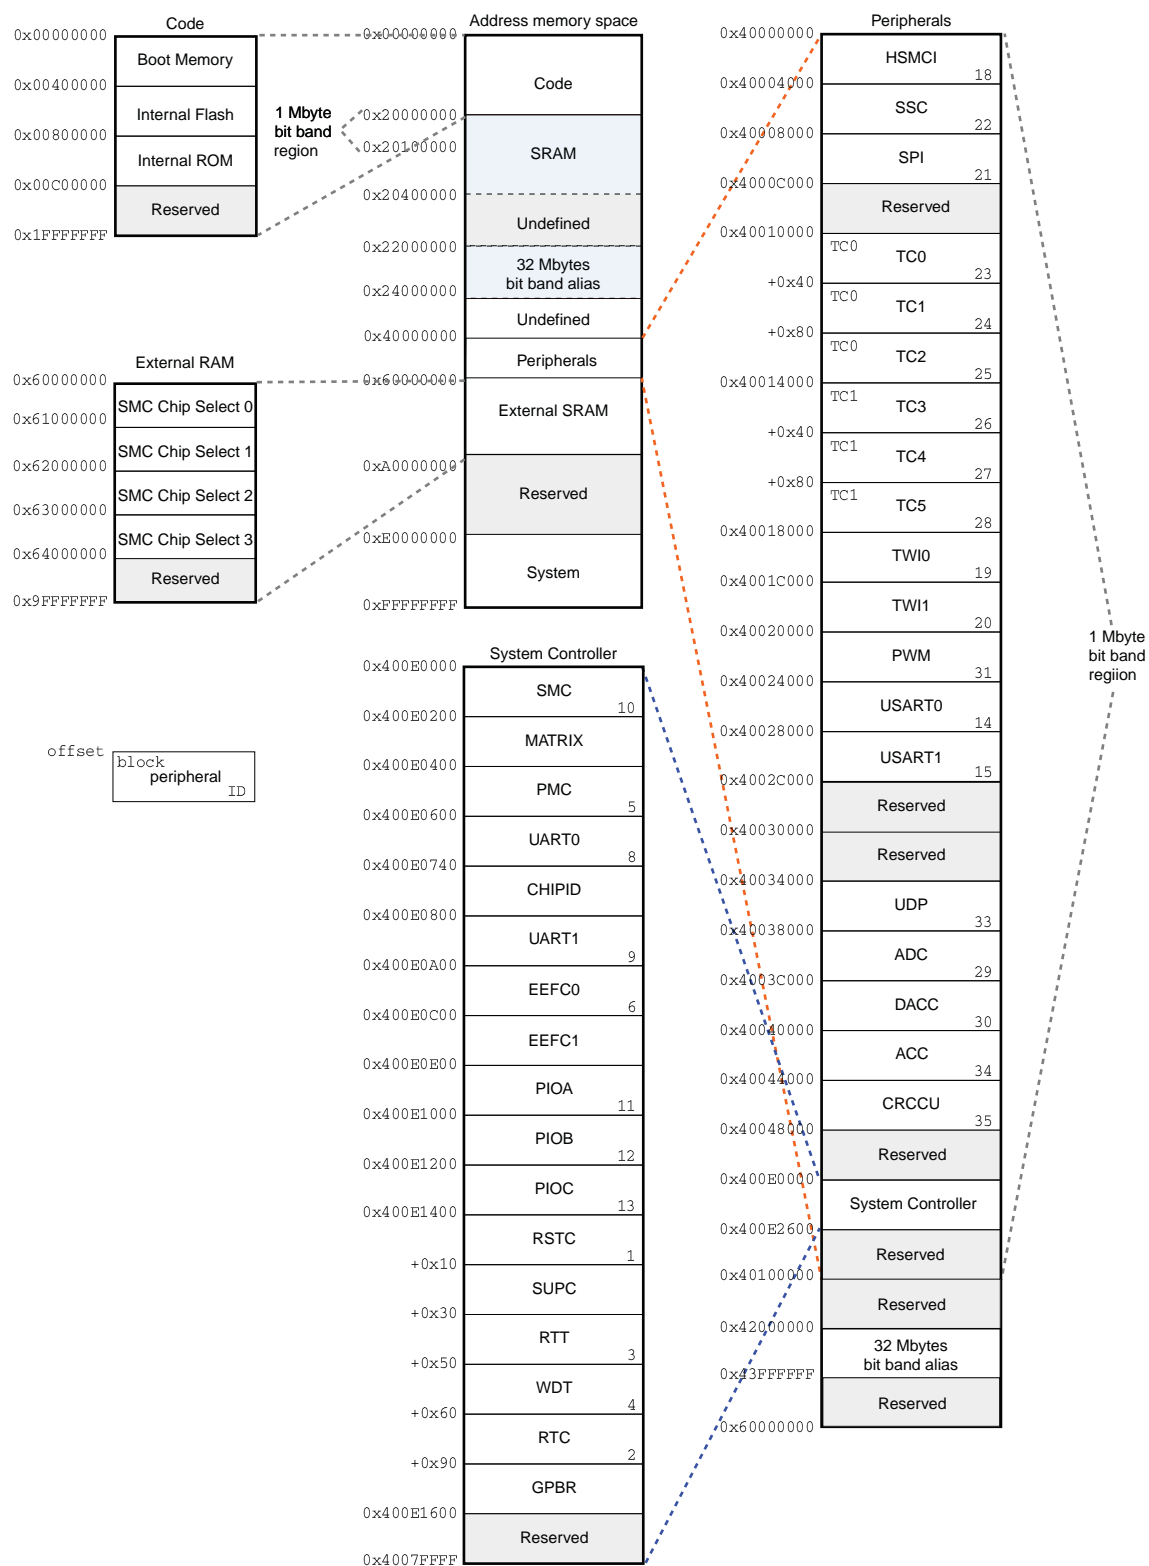 Code
0x00000000
Boot Memory
0x00400000
Internal Flash
0x00800000
Internal ROM
0x00C00000
Reserved
0x1FFFFFFF
1 Mbyte
bit band
region
External RAM
0x60000000
SMC Chip Select 0
0x61000000
SMC Chip Select 1
0x62000000
SMC Chip Select 2
0x63000000
SMC Chip Select 3
0x64000000
Reserved
0x9FFFFFFF
offset
block
peripheral
ID
Address memory space
0x00000000
Code
0x20000000
SRAM
0x20100000
0x20400000
Undefined
0x22000000
32 Mbytes
bit band alias
0x24000000
Undefined
0x40000000
Peripherals
0x60000000
External SRAM
0xA0000000
Reserved
0xE0000000
System
0xFFFFFFFF
System Controller
0x400E0000
SMC
10
0x400E0200
MATRIX
0x400E0400
PMC
5
0x400E0600
UART0
8
0x400E0740
CHIPID
0x400E0800
UART1
9
0x400E0A00
EEFC0
6
0x400E0C00
EEFC1
0x400E0E00
PIOA
11
0x400E1000
PIOB
12
0x400E1200
PIOC
13
0x400E1400
RSTC
1
+0x10
SUPC
+0x30
RTT
3
+0x50
WDT
4
+0x60
RTC
2
+0x90
GPBR
0x400E1600
Reserved
0x4007FFFF
Peripherals
0x40000000
HSMCI
18
0x40004000
SSC
22
0x40008000
SPI
21
0x4000C000
Reserved
0x40010000
TC0
TC0
23
+0x40
TC0
TC1
24
+0x80
TC0
TC2
25
0x40014000
TC1
TC3
26
+0x40
TC1
TC4
27
+0x80
TC1
TC5
28
0x40018000
TWI0
19
0x4001C000
TWI1
20
0x40020000
PWM
31
0x40024000
USART0
14
0x40028000
USART1
15
0x4002C000
Reserved
0x40030000
Reserved
0x40034000
UDP
33
0x40038000
ADC
29
0x4003C000
DACC
30
0x40040000
ACC
34
0x40044000
CRCCU
35
0x40048000
Reserved
0x400E0000
System Controller
0x400E2600
Reserved
0x40100000
Reserved
0x42000000
32 Mbytes
bit band alias
0x43FFFFFF
Reserved
0x60000000
1 Mbyte
bit band
regiion